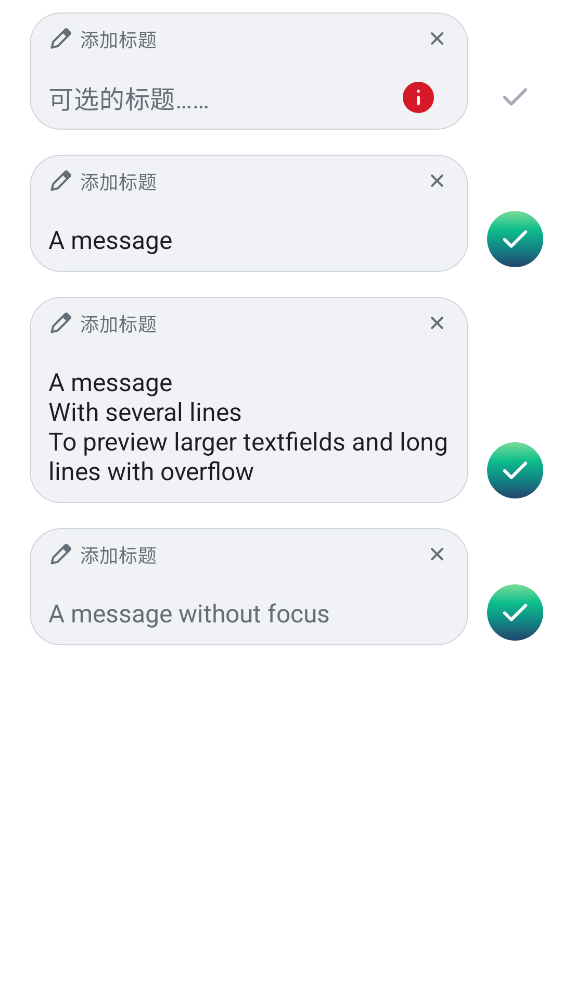 添加标题
可选的标题……
添加标题
A message
添加标题
A message
With several lines
To preview larger textfields and long
lines with overflow
添加标题
A message without focus